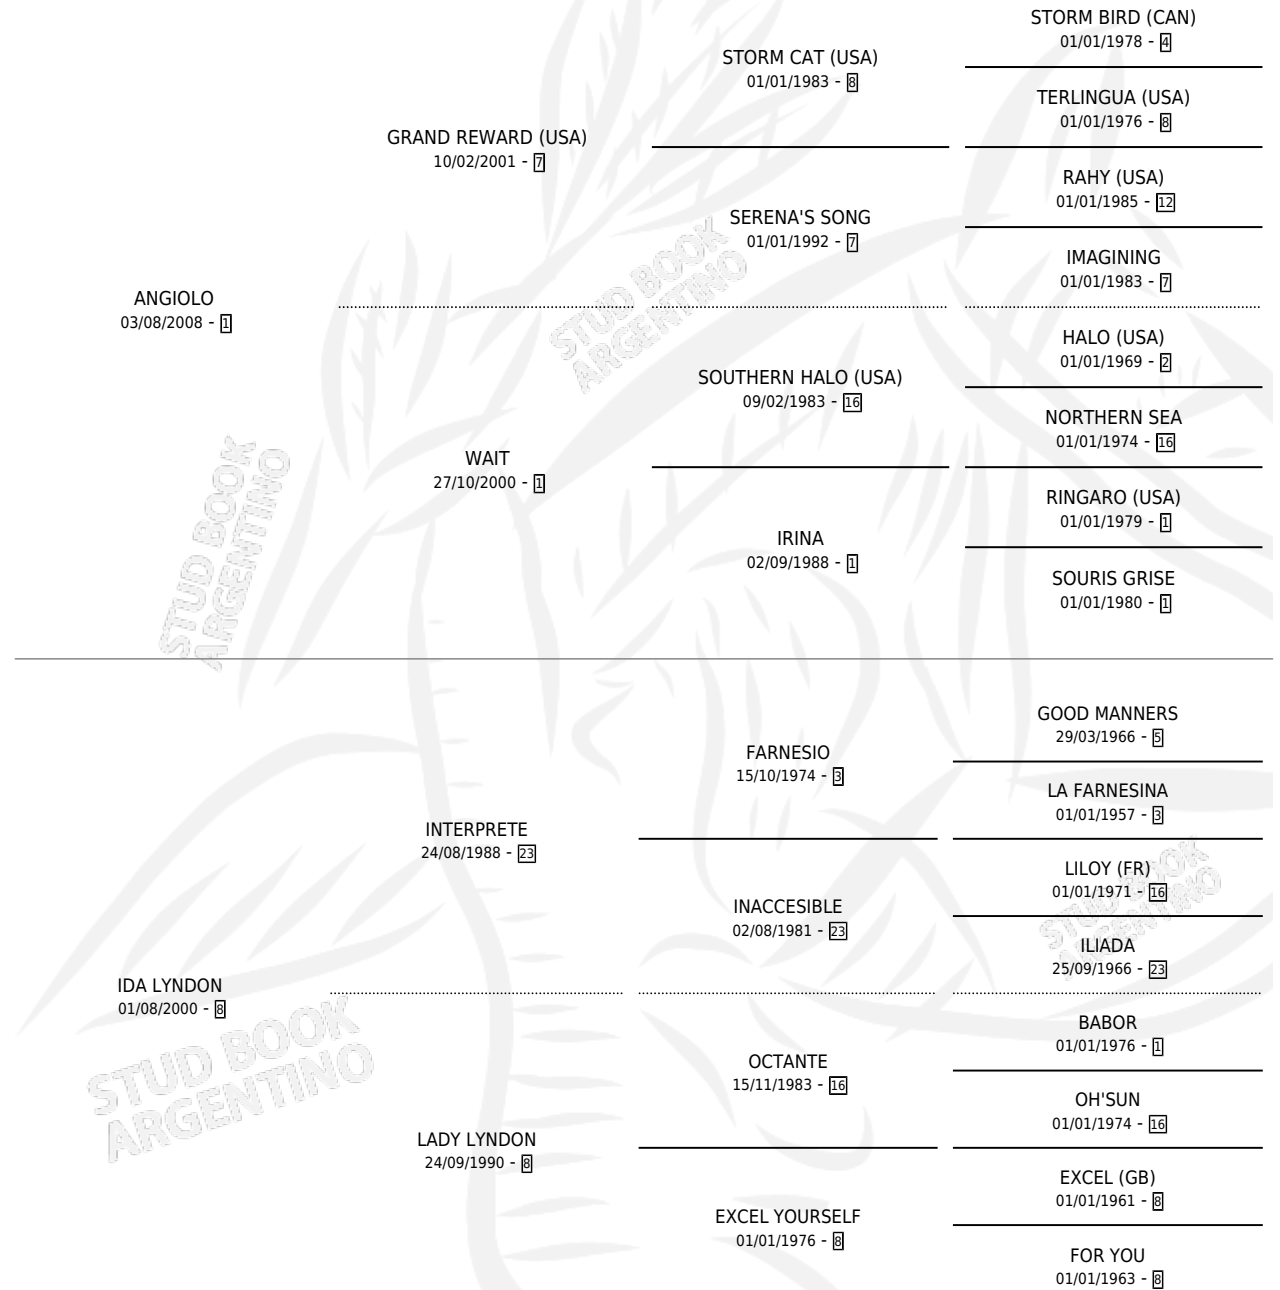 STORM BIRD (CAN)
01/01/1978 - 4
STORM CAT (USA)
01/01/1983 - 8
TERLINGUA (USA)
01/01/1976 - 8
GRAND REWARD (USA)
10/02/2001 - 7
RAHY (USA)
01/01/1985 - 12
SERENA'S SONG
01/01/1992 - 7
IMAGINING
01/01/1983 - 7
ANGIOLO
03/08/2008 - 1
HALO (USA)
01/01/1969 - 2
SOUTHERN HALO (USA)
09/02/1983 - 16
NORTHERN SEA
01/01/1974 - 16
WAIT
27/10/2000 - 1
RINGARO (USA)
01/01/1979 - 1
IRINA
02/09/1988 - 1
SOURIS GRISE
01/01/1980 - 1
GOOD MANNERS
29/03/1966 - 5
FARNESIO
15/10/1974 - 3
LA FARNESINA
01/01/1957 - 3
INTERPRETE
24/08/1988 - 23
LILOY (FR)
01/01/1971 - 16
INACCESIBLE
02/08/1981 - 23
ILIADA
25/09/1966 - 23
IDA LYNDON
01/08/2000 - 8
BABOR
01/01/1976 - 1
OCTANTE
15/11/1983 - 16
OH'SUN
01/01/1974 - 16
LADY LYNDON
24/09/1990 - 8
EXCEL (GB)
01/01/1961 - 8
EXCEL YOURSELF
01/01/1976 - 8
FOR YOU
01/01/1963 - 8
STUD BOOK
ARGENTINO
STUD BOOK
ARGENTINO
STUD BOOK
ARGENTINO
STUD BOOK
ARGENTINO